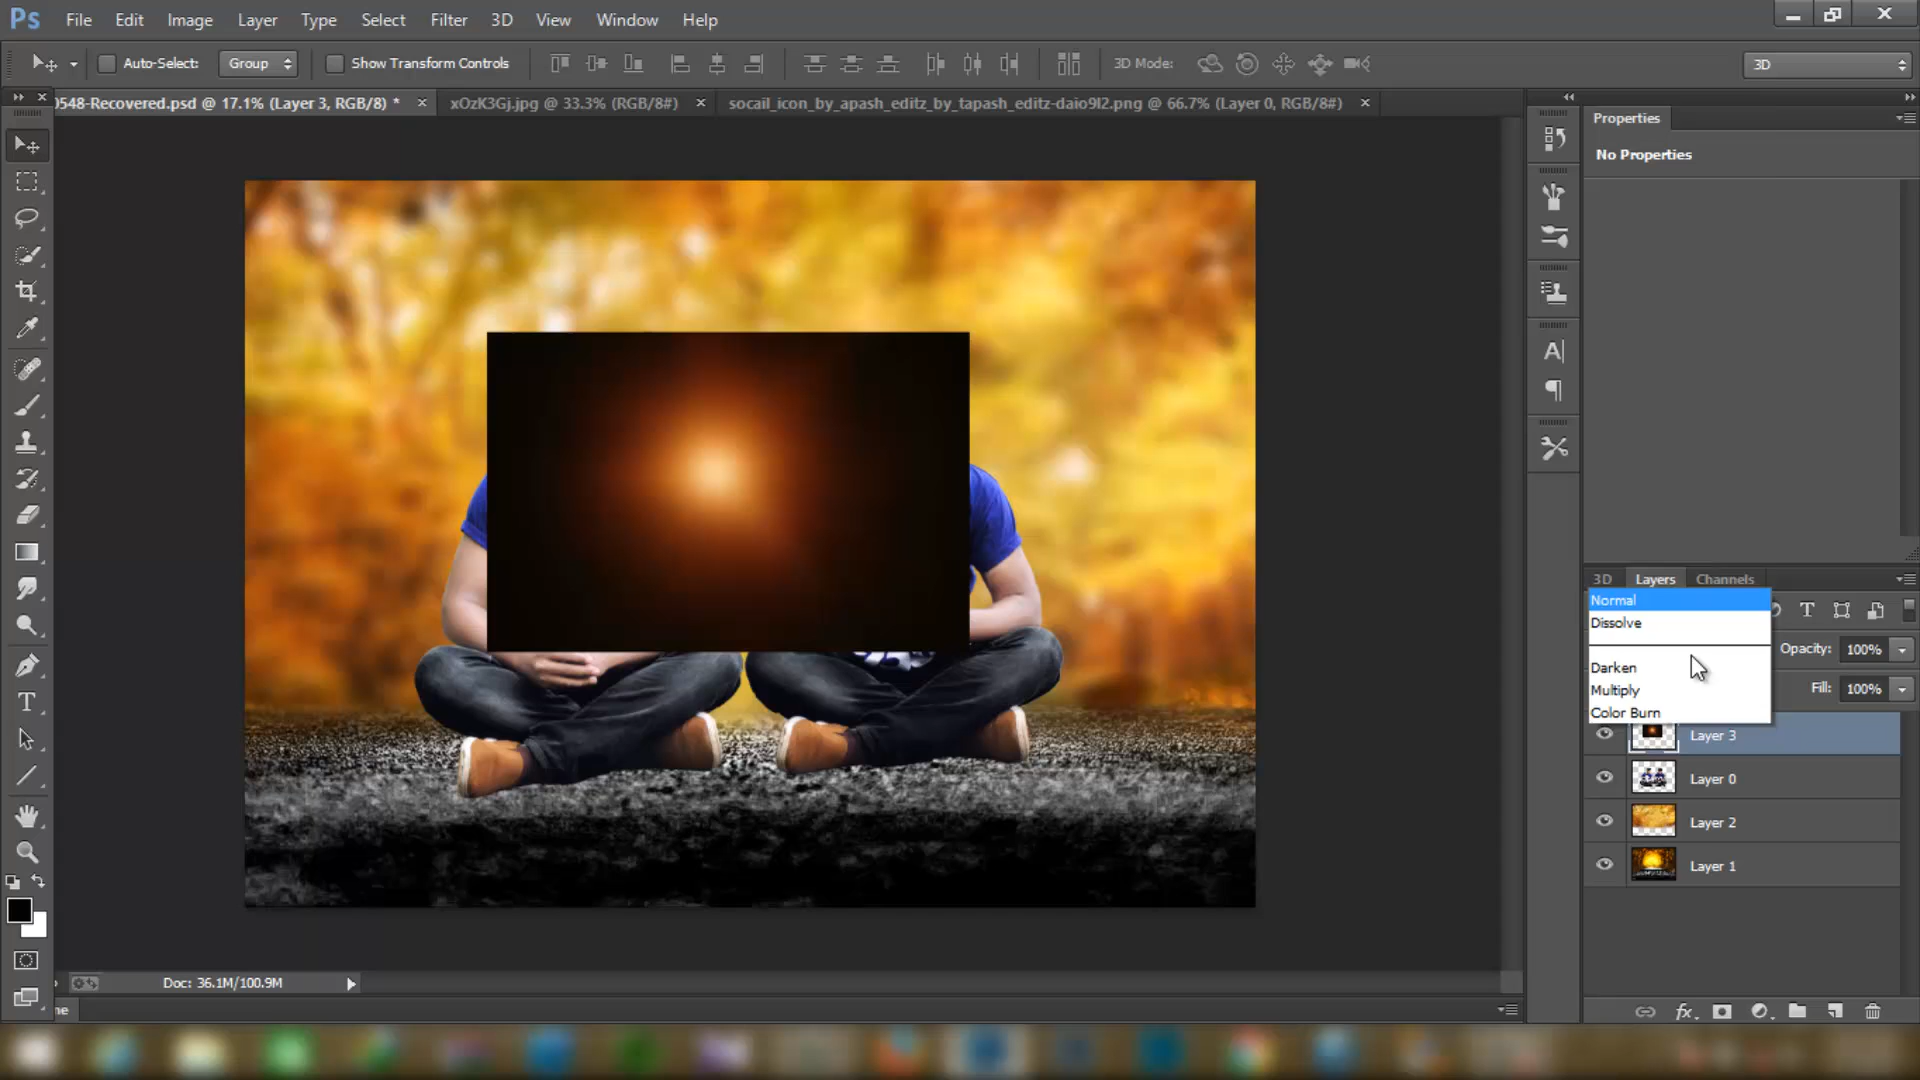 Ps File Edit Image Layer Type Select Filter 3D View Window Help
Auto-Select: Group Show Transform Controls 3D Mode: 3D
0548-Recovered.psd @ 17.1% (Layer 3, RGB/8) * xOzK3Gj.jpg @ 33.3% (RGB/8#) socail_icon_by_apash_editz_by_tapash_editz-daio9l2.png @ 66.7% (Layer 0, RGB/8#)
Properties
No Properties
3D Layers Channels
Normal
Dissolve
Opacity: 100%
Darken
Multiply
Fill: 100%
Color Burn
Layer 3
Layer 0
Layer 2
Layer 1
Doc: 36.1M/100.9M
ne